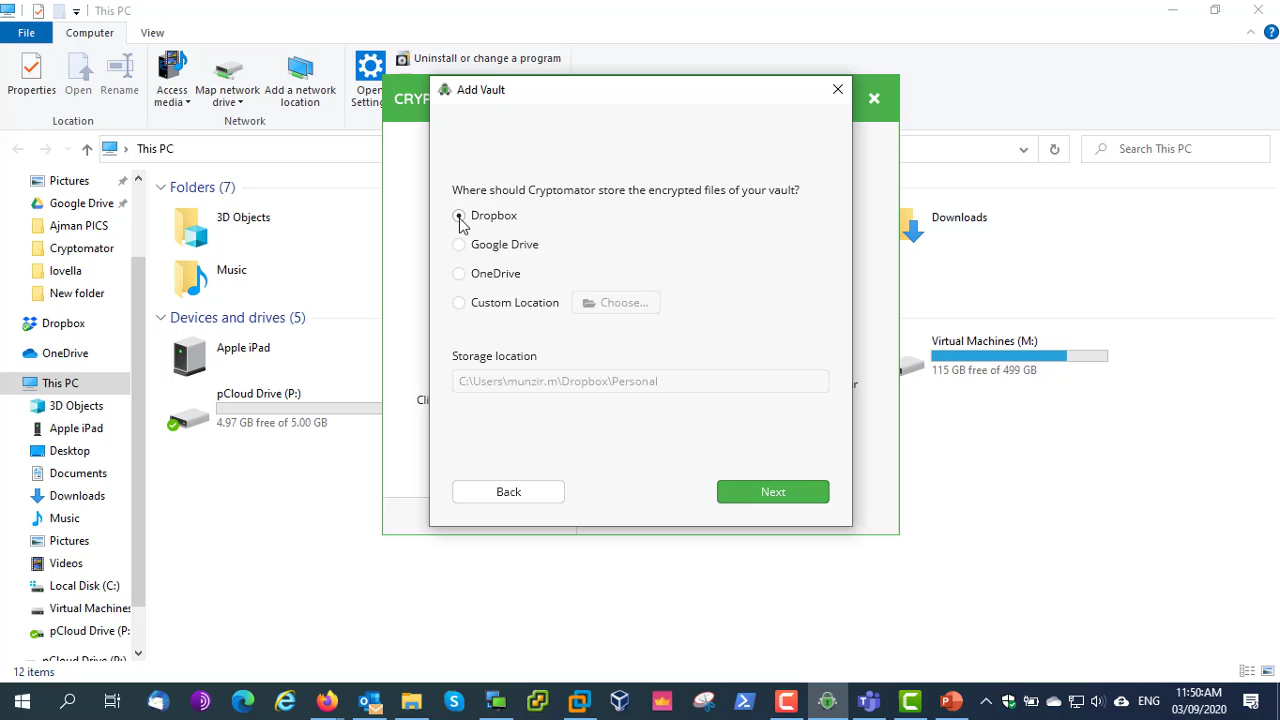 This PC
File
Computer
View
Properties
Open
Rename
Access media
Map network drive
Add a network location
Open Settin
Uninstall or change a program
Location
Network
This PC
Search This PC
Pictures
Google Drive
Ajman PICS
Cryptomator
lovella
New folder
Dropbox
OneDrive
This PC
3D Objects
Apple iPad
Desktop
Documents
Downloads
Music
Pictures
Videos
Local Disk (C:)
Virtual Machines
pCloud Drive (P:
pCloud Drive (P:)
Folders (7)
3D Objects
Music
Downloads
Devices and drives (5)
Apple iPad
pCloud Drive (P:)
4.97 GB free of 5.00 GB
Virtual Machines (M:)
115 GB free of 499 GB
CRYP
Cli
ur
Add Vault
Where should Cryptomator store the encrypted files of your vault?
Dropbox
Google Drive
OneDrive
Custom Location
Choose...
Storage location
C:\Users\munzir.m\Dropbox\Personal
Back
Next
12 items
ENG
11:50:AM
03/09/2020